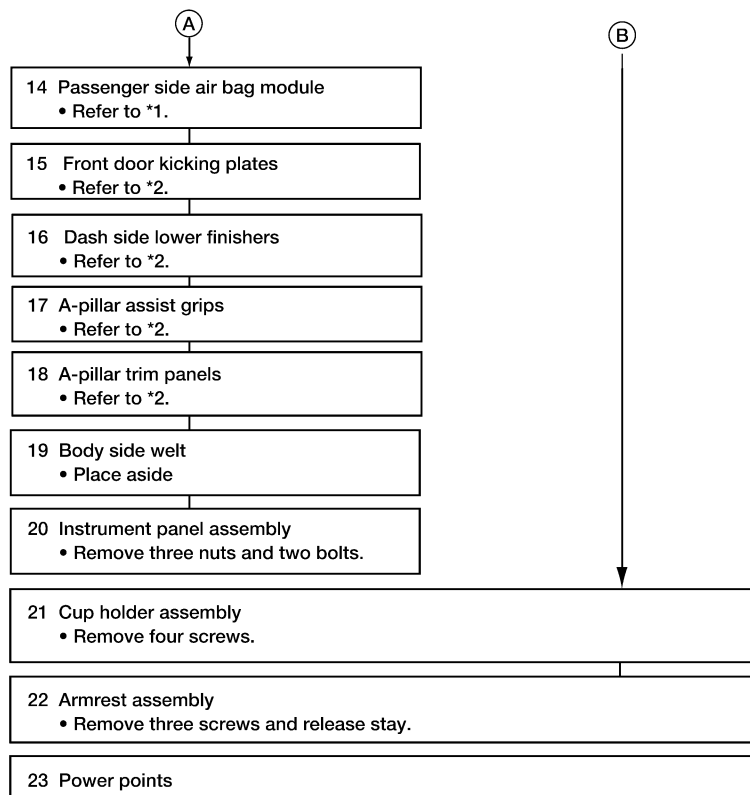 A
B
14 Passenger side air bag module
• Refer to *1.
15 Front door kicking plates
• Refer to *2.
16 Dash side lower finishers
• Refer to *2.
17 A-pillar assist grips
• Refer to *2.
18 A-pillar trim panels
• Refer to *2.
19 Body side welt
• Place aside
20 Instrument panel assembly
• Remove three nuts and two bolts.
21 Cup holder assembly
• Remove four screws.
22 Armrest assembly
• Remove three screws and release stay.
23 Power points